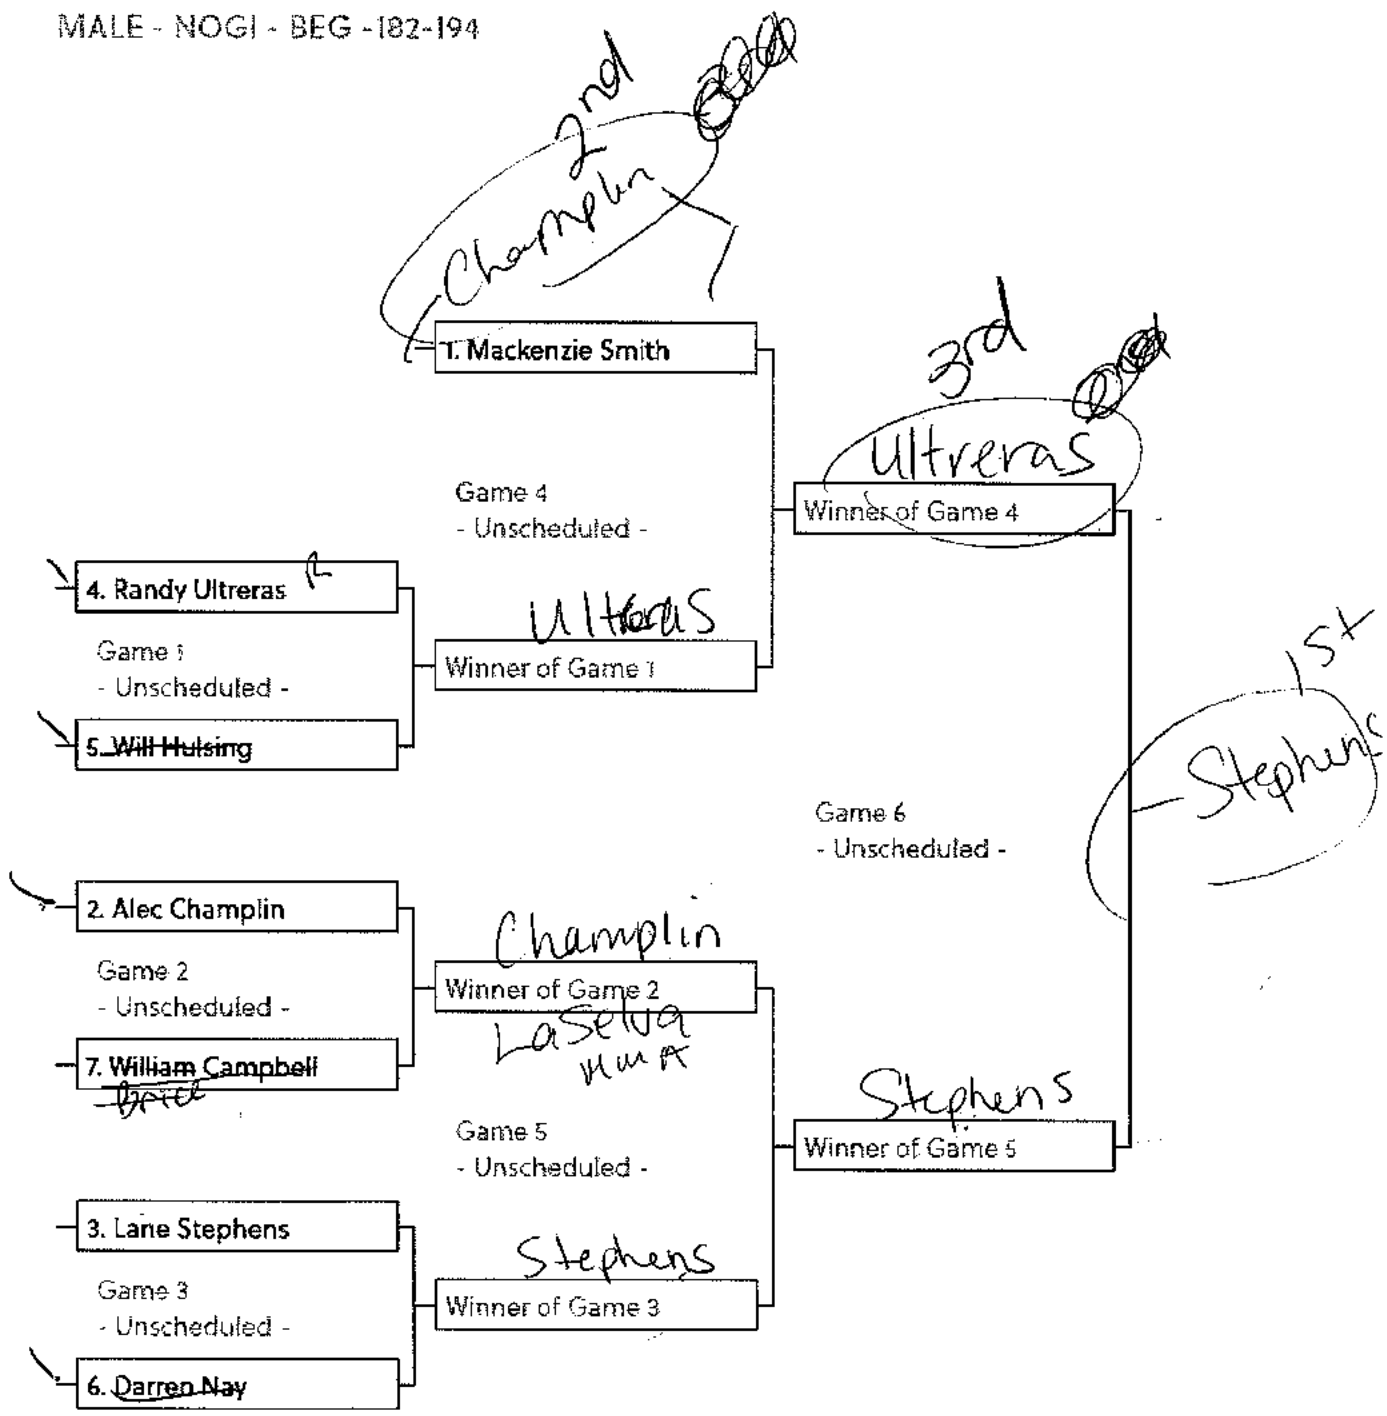 MALE - NOGI - BEG -182-194
2nd
Champlin
1. Mackenzie Smith
3rd
Ultreras
Game 4
- Unscheduled -
Winner of Game 4
4. Randy Ultreras
Game 1
- Unscheduled -
Ultreras
Winner of Game 1
5. Will Hulsing
1st
Stephens
Game 6
- Unscheduled -
2. Alec Champlin
Game 2
- Unscheduled -
Champlin
Winner of Game 2
LaSelva
MMA
7. William Campbell
Stephens
Winner of Game 5
Game 5
- Unscheduled -
3. Lane Stephens
Game 3
- Unscheduled -
Stephens
Winner of Game 3
6. Darren Nay